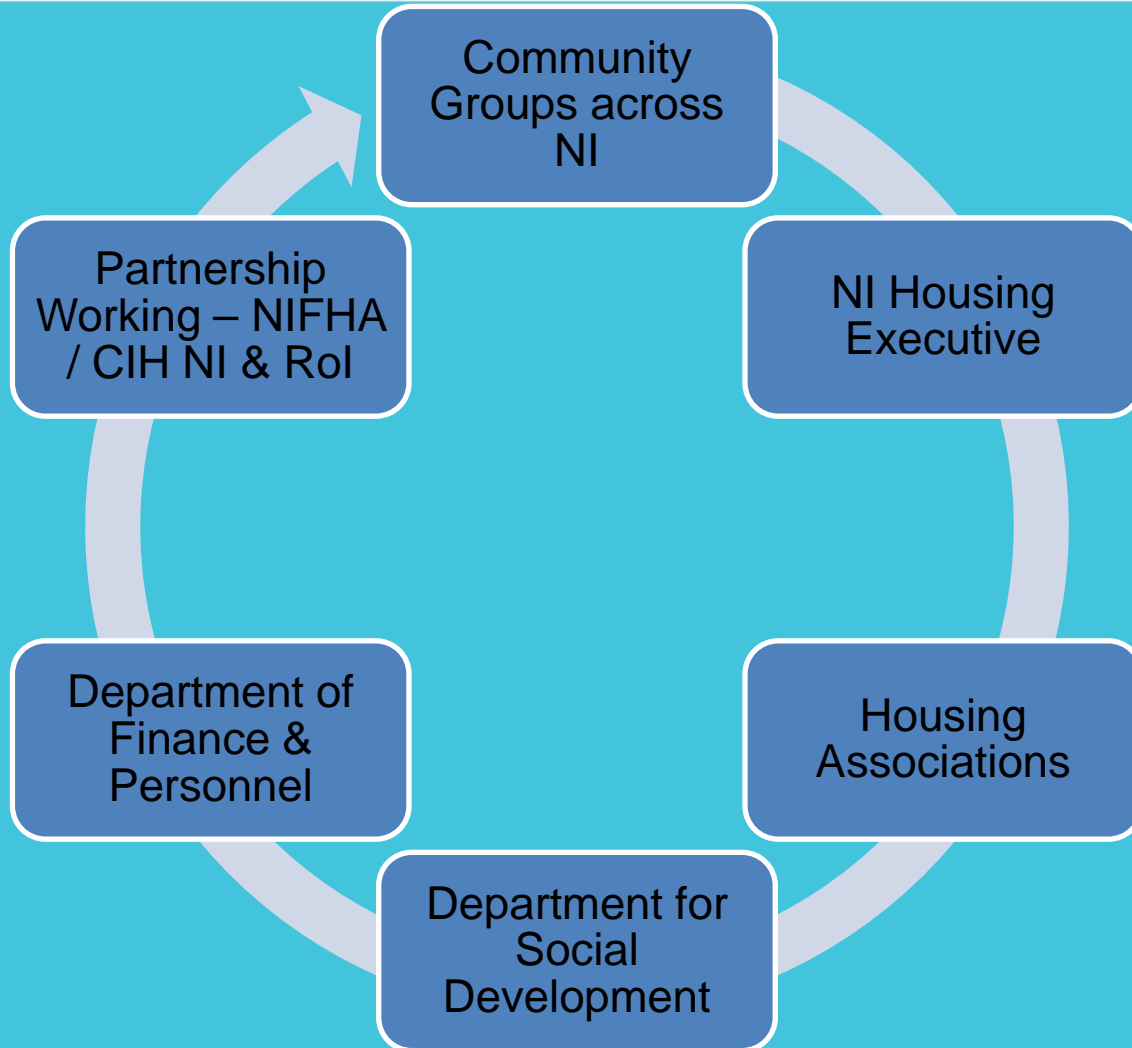 Community
Groups across
NI
NI Housing
Executive
Housing
Associations
Department for
Social
Development
Department of
Finance &
Personnel
Partnership
Working – NIFHA
/ CIH NI & RoI